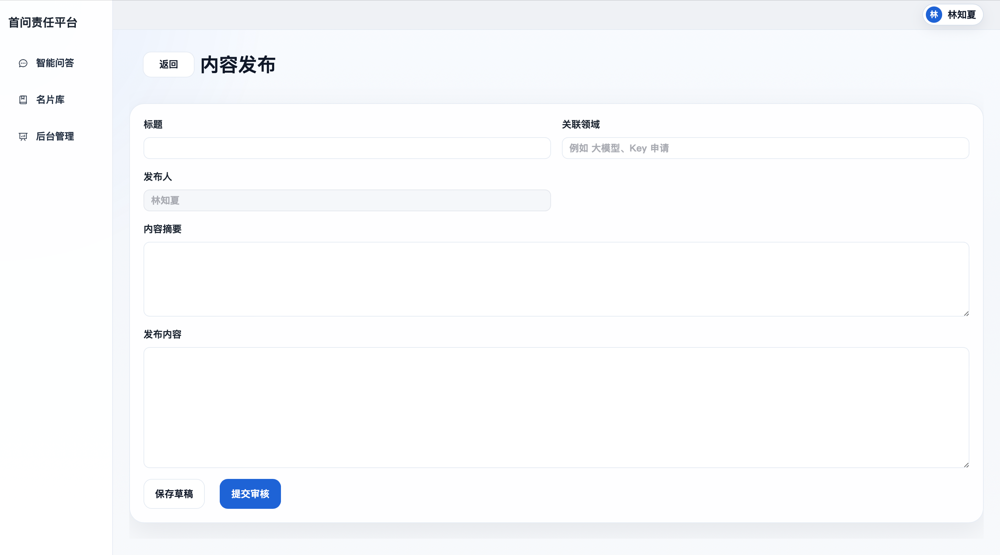 首问责任平台
智能问答
名片库
后台管理
林 林知夏
返回 内容发布
标题
关联领域
例如 大模型、Key 申请
发布人
林知夏
内容摘要
发布内容
保存草稿 提交审核